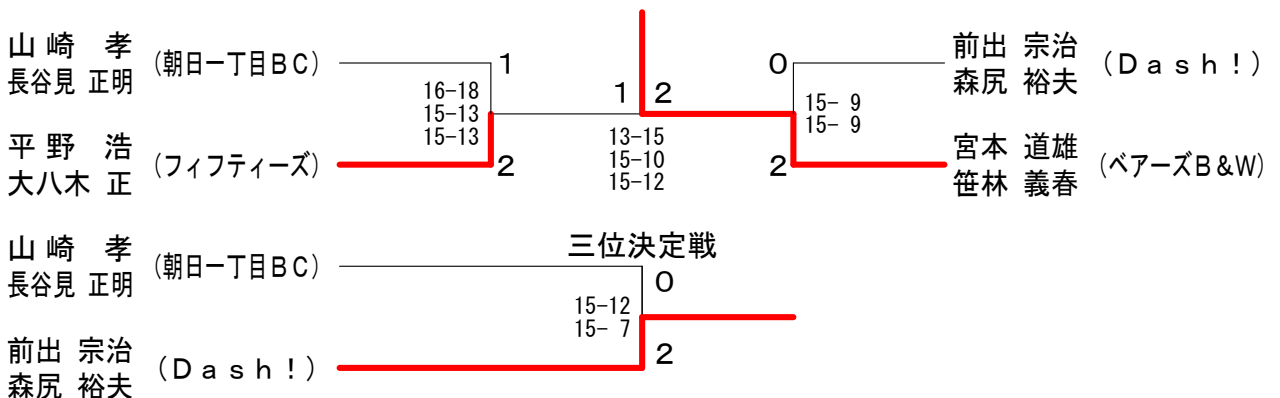 山崎 孝
長谷見 正明
(朝日一丁目BC)
1
16-18
15-13
15-13
平野 浩
大八木 正
(フィフティーズ)
2
1 2
13-15
15-10
15-12
0
15- 9
15- 9
2
前出 宗治
森尻 裕夫
(Dash!)
宮本 道雄
笹林 義春
(ベアーズB&W)
三位決定戦
山崎 孝
長谷見 正明
(朝日一丁目BC)
0
15-12
15- 7
2
前出 宗治
森尻 裕夫
(Dash!)